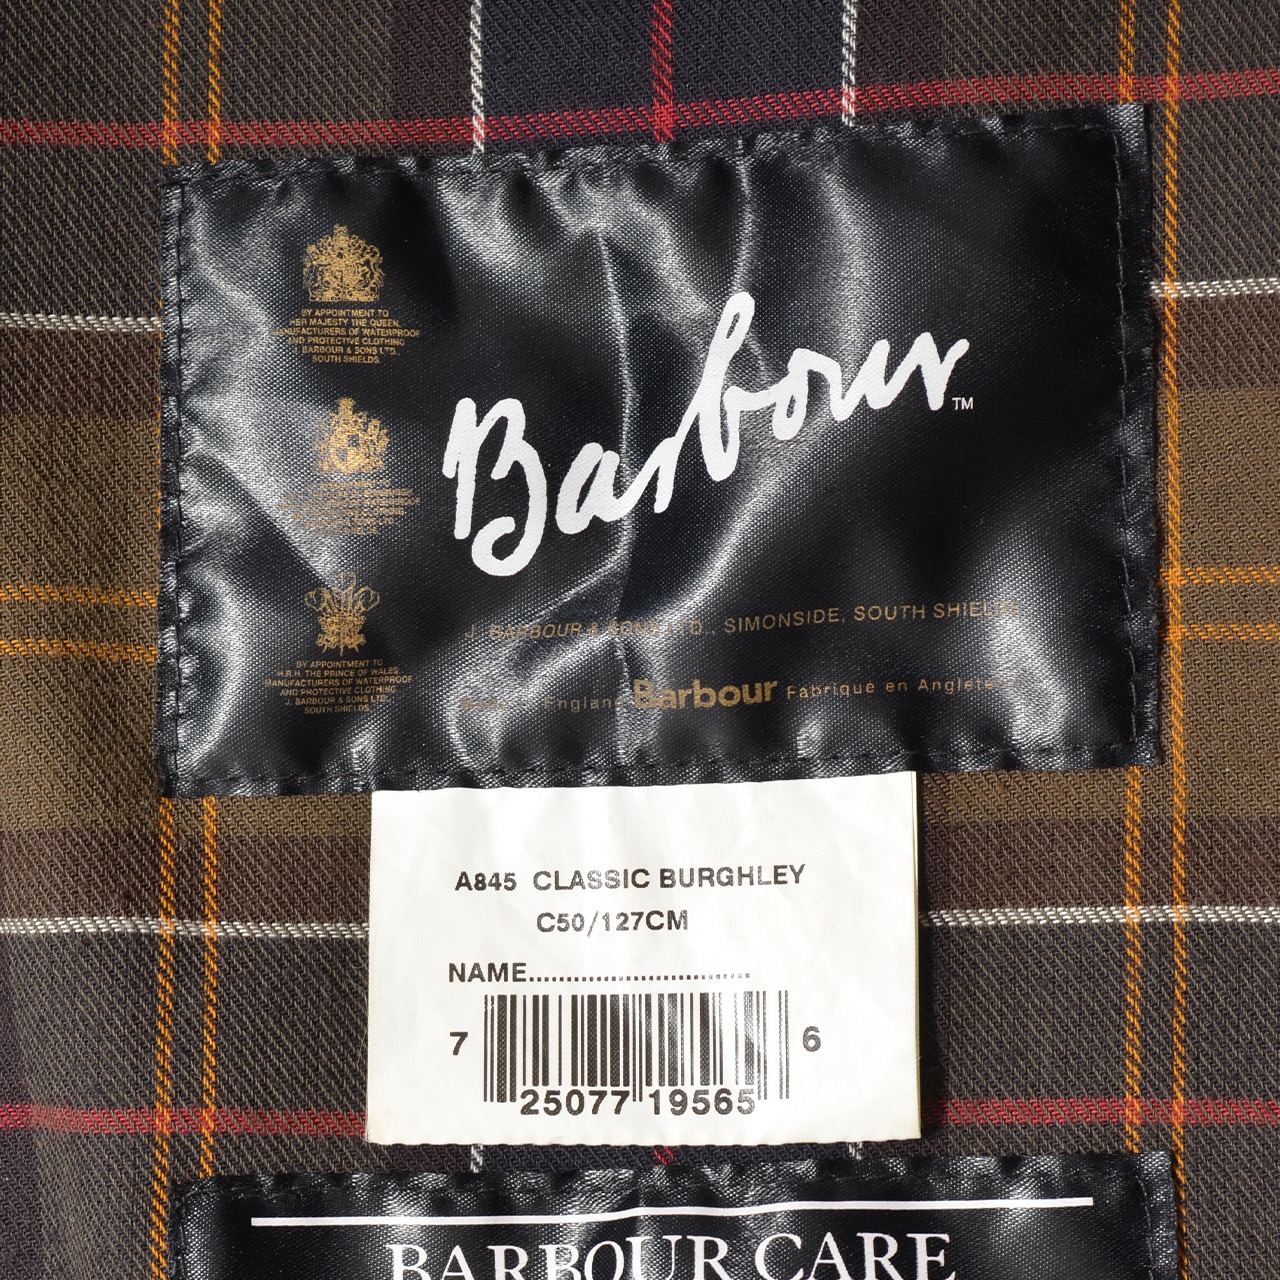 BY APPOINTMENT TO
HER MAJESTY THE QUEEN
MANUFACTURERS OF WATERPROOF
AND PROTECTIVE CLOTHING
J. BARBOUR & SONS LTD.
SOUTH SHIELDS.
Barbour™
BY APPOINTMENT TO
H.R.H. THE PRINCE OF WALES
MANUFACTURERS OF WATERPROOF
AND PROTECTIVE CLOTHING
J. BARBOUR & SONS LTD.,
SOUTH SHIELDS.
J. BARBOUR & SONS LTD., SIMONSIDE, SOUTH SHIELDS
England Barbour Fabriqué en
A845 CLASSIC BURGHLEY
C50/127CM
NAME.............................
7 25077 19565 6
BARBOUR CARE